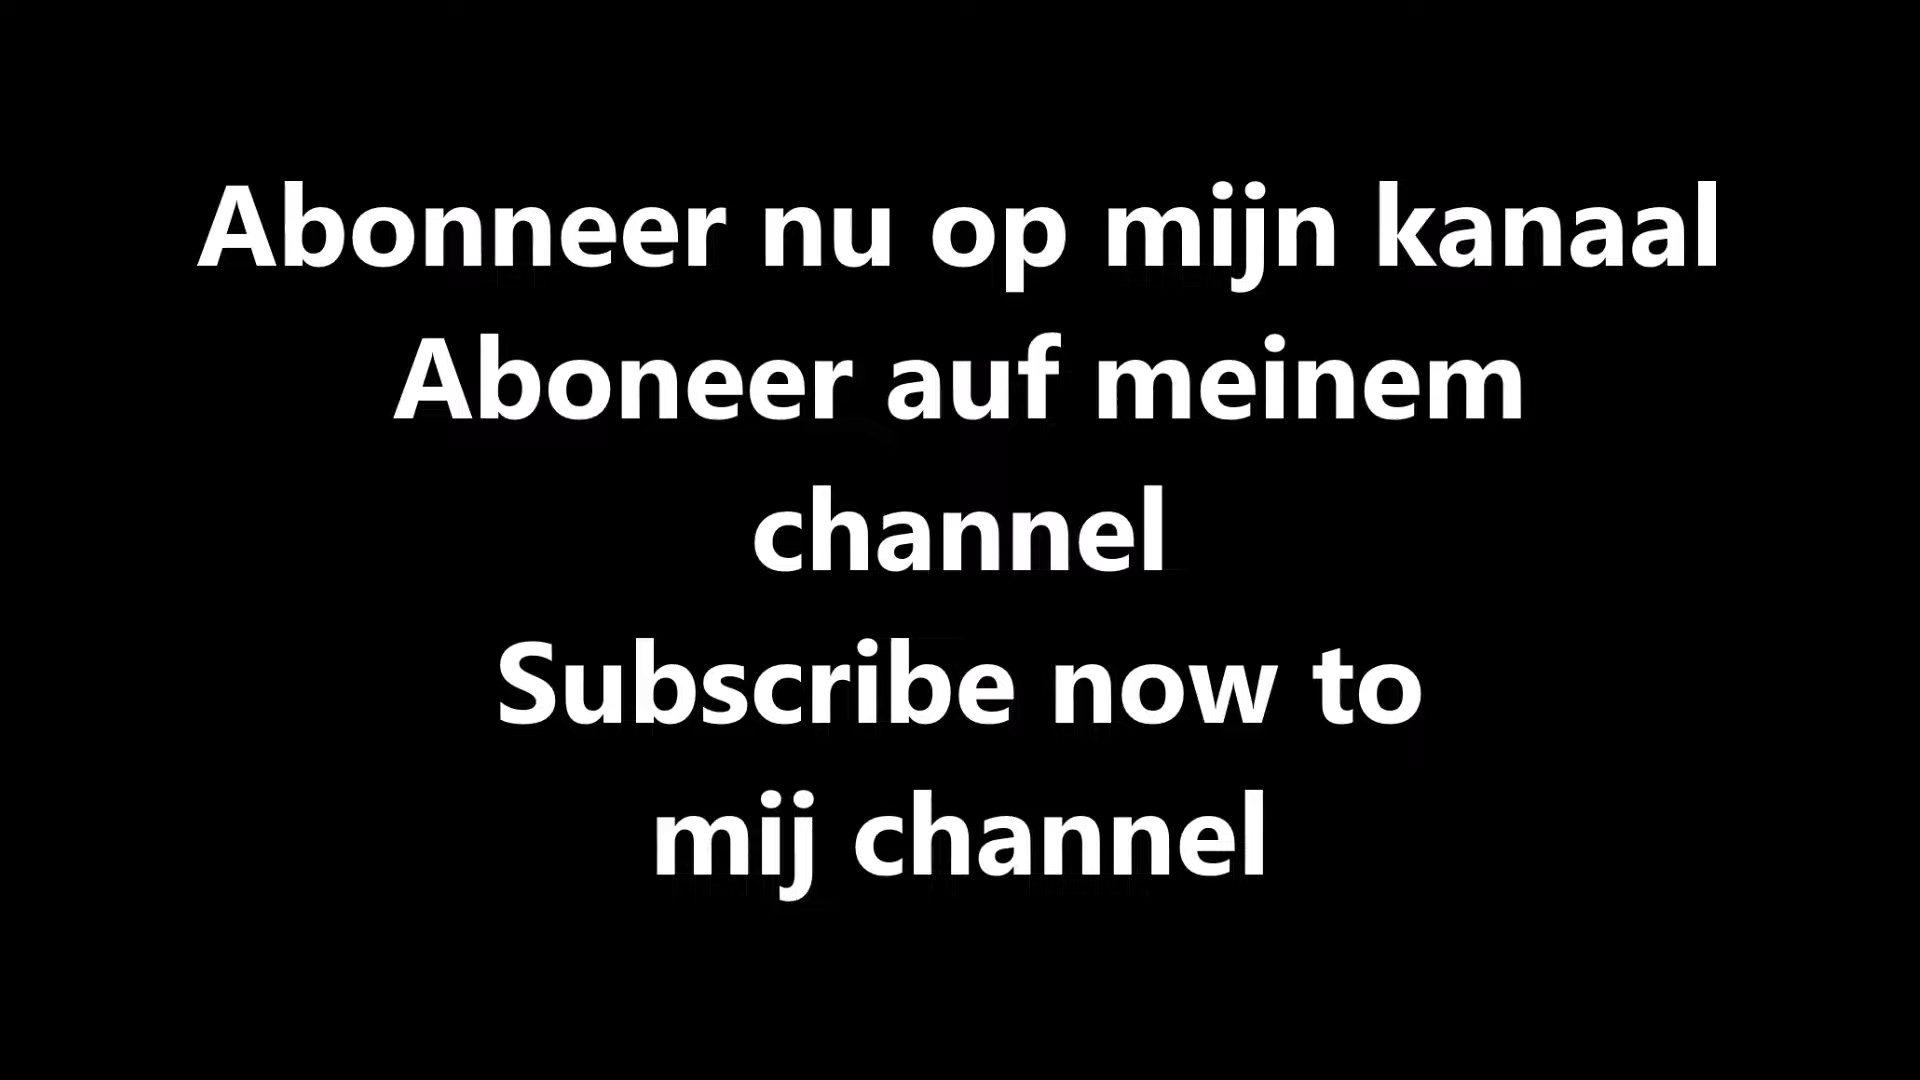 Abonneer nu op mijn kanaal
Aboneer auf meinem
channel
Subscribe now to
mij channel